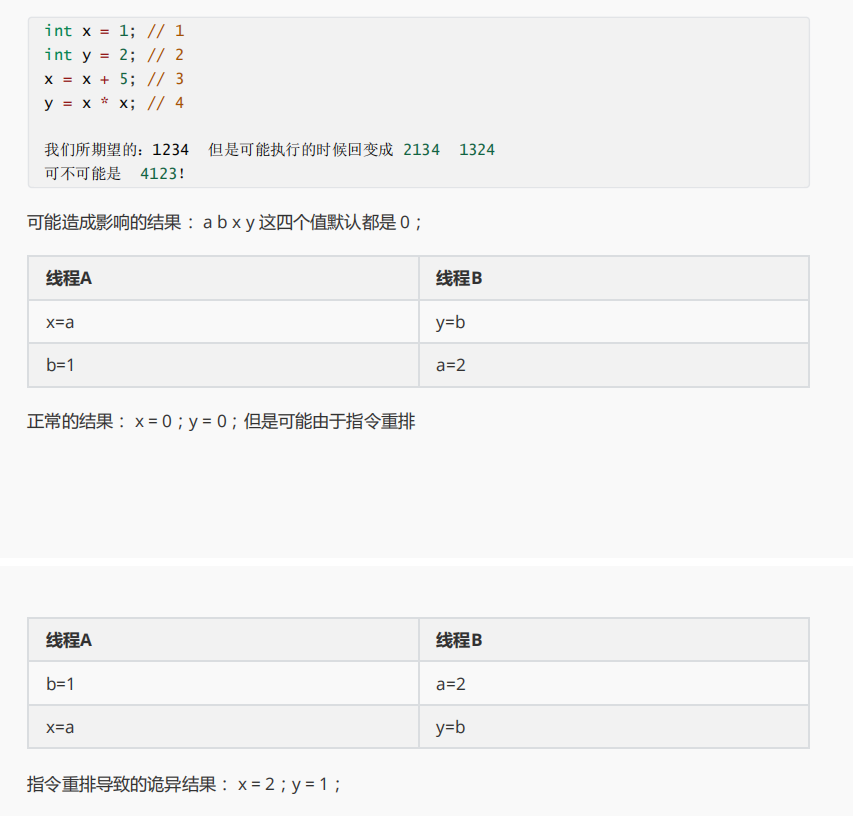 int x = 1; // 1
int y = 2; // 2
x = x + 5; // 3
y = x * x; // 4
我们所期望的：1234 但是可能执行的时候回变成 2134 1324
可不可能是 4123!
可能造成影响的结果： a b x y 这四个值默认都是 0；
线程A 线程B
x=a y=b
b=1 a=2
正常的结果： x = 0；y = 0；但是可能由于指令重排
线程A 线程B
b=1 a=2
x=a y=b
指令重排导致的诡异结果： x = 2；y = 1；